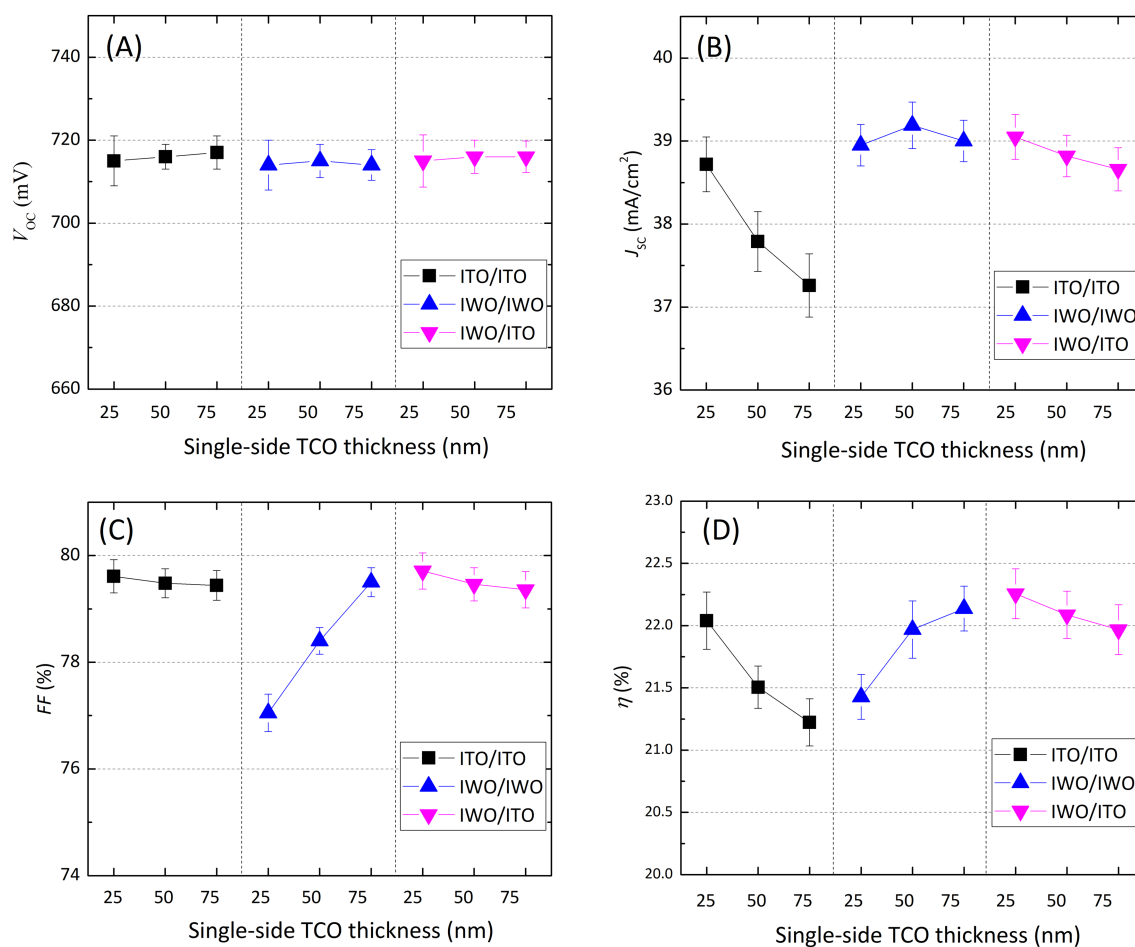 (A)
740
720
700
680
660
V_OC (mV)
ITO/ITO
IWO/IWO
IWO/ITO
25 50 75 25 50 75 25 50 75
Single-side TCO thickness (nm)
(B)
40
39
38
37
36
J_sc (mA/cm²)
ITO/ITO
IWO/IWO
IWO/ITO
25 50 75 25 50 75 25 50 75
Single-side TCO thickness (nm)
(C)
80
78
76
74
FF (%)
ITO/ITO
IWO/IWO
IWO/ITO
25 50 75 25 50 75 25 50 75
Single-side TCO thickness (nm)
(D)
23.0
22.5
22.0
21.5
21.0
20.5
20.0
η (%)
ITO/ITO
IWO/IWO
IWO/ITO
25 50 75 25 50 75 25 50 75
Single-side TCO thickness (nm)